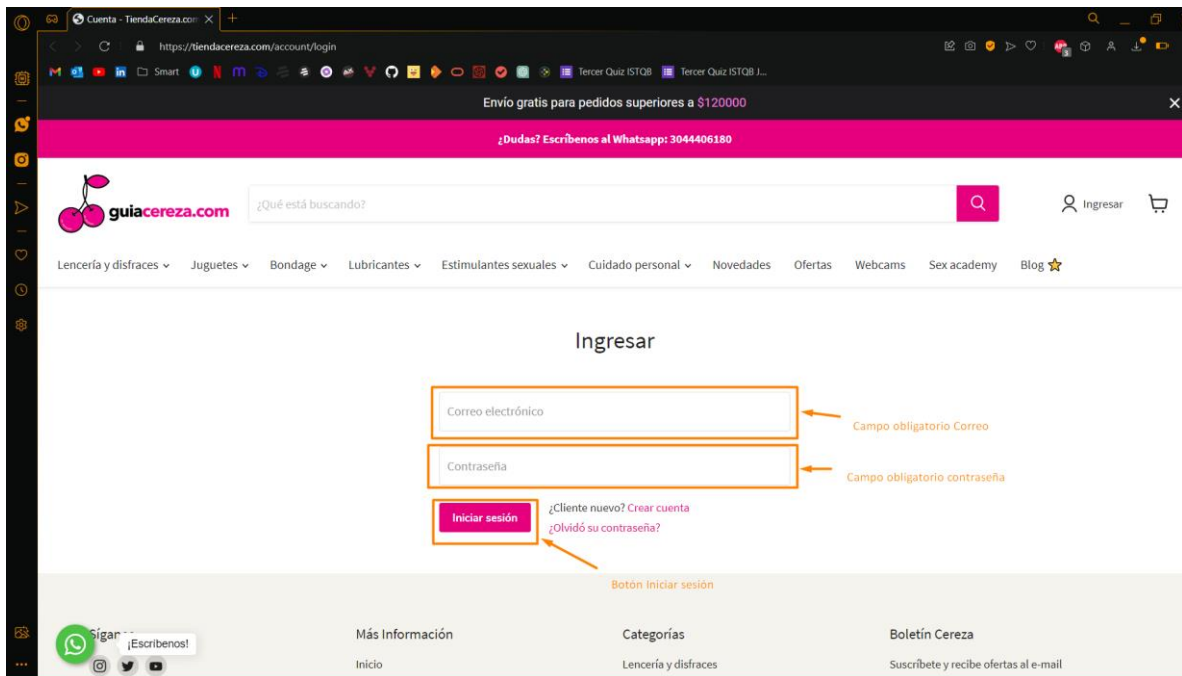 Cuenta - TiendaCereza.com
https://tiendacereza.com/account/login
Smart
Tercer Quiz ISTQB
Tercer Quiz ISTQB J...
Envío gratis para pedidos superiores a $120000
¿Dudas? Escríbenos al Whatsapp: 3044406180
guiacereza.com
¿Qué está buscando?
Ingresar
Lencería y disfraces
Juguetes
Bondage
Lubricantes
Estimulantes sexuales
Cuidado personal
Novedades
Ofertas
Webcams
Sex academy
Blog
Ingresar
Correo electrónico
Campo obligatorio Correo
Contraseña
Campo obligatorio contraseña
Iniciar sesión
¿Cliente nuevo? Crear cuenta
¿Olvidó su contraseña?
Botón Iniciar sesión
¡Escríbenos!
Más Información
Categorías
Boletín Cereza
Inicio
Lencería y disfraces
Suscríbete y recibe ofertas al e-mail